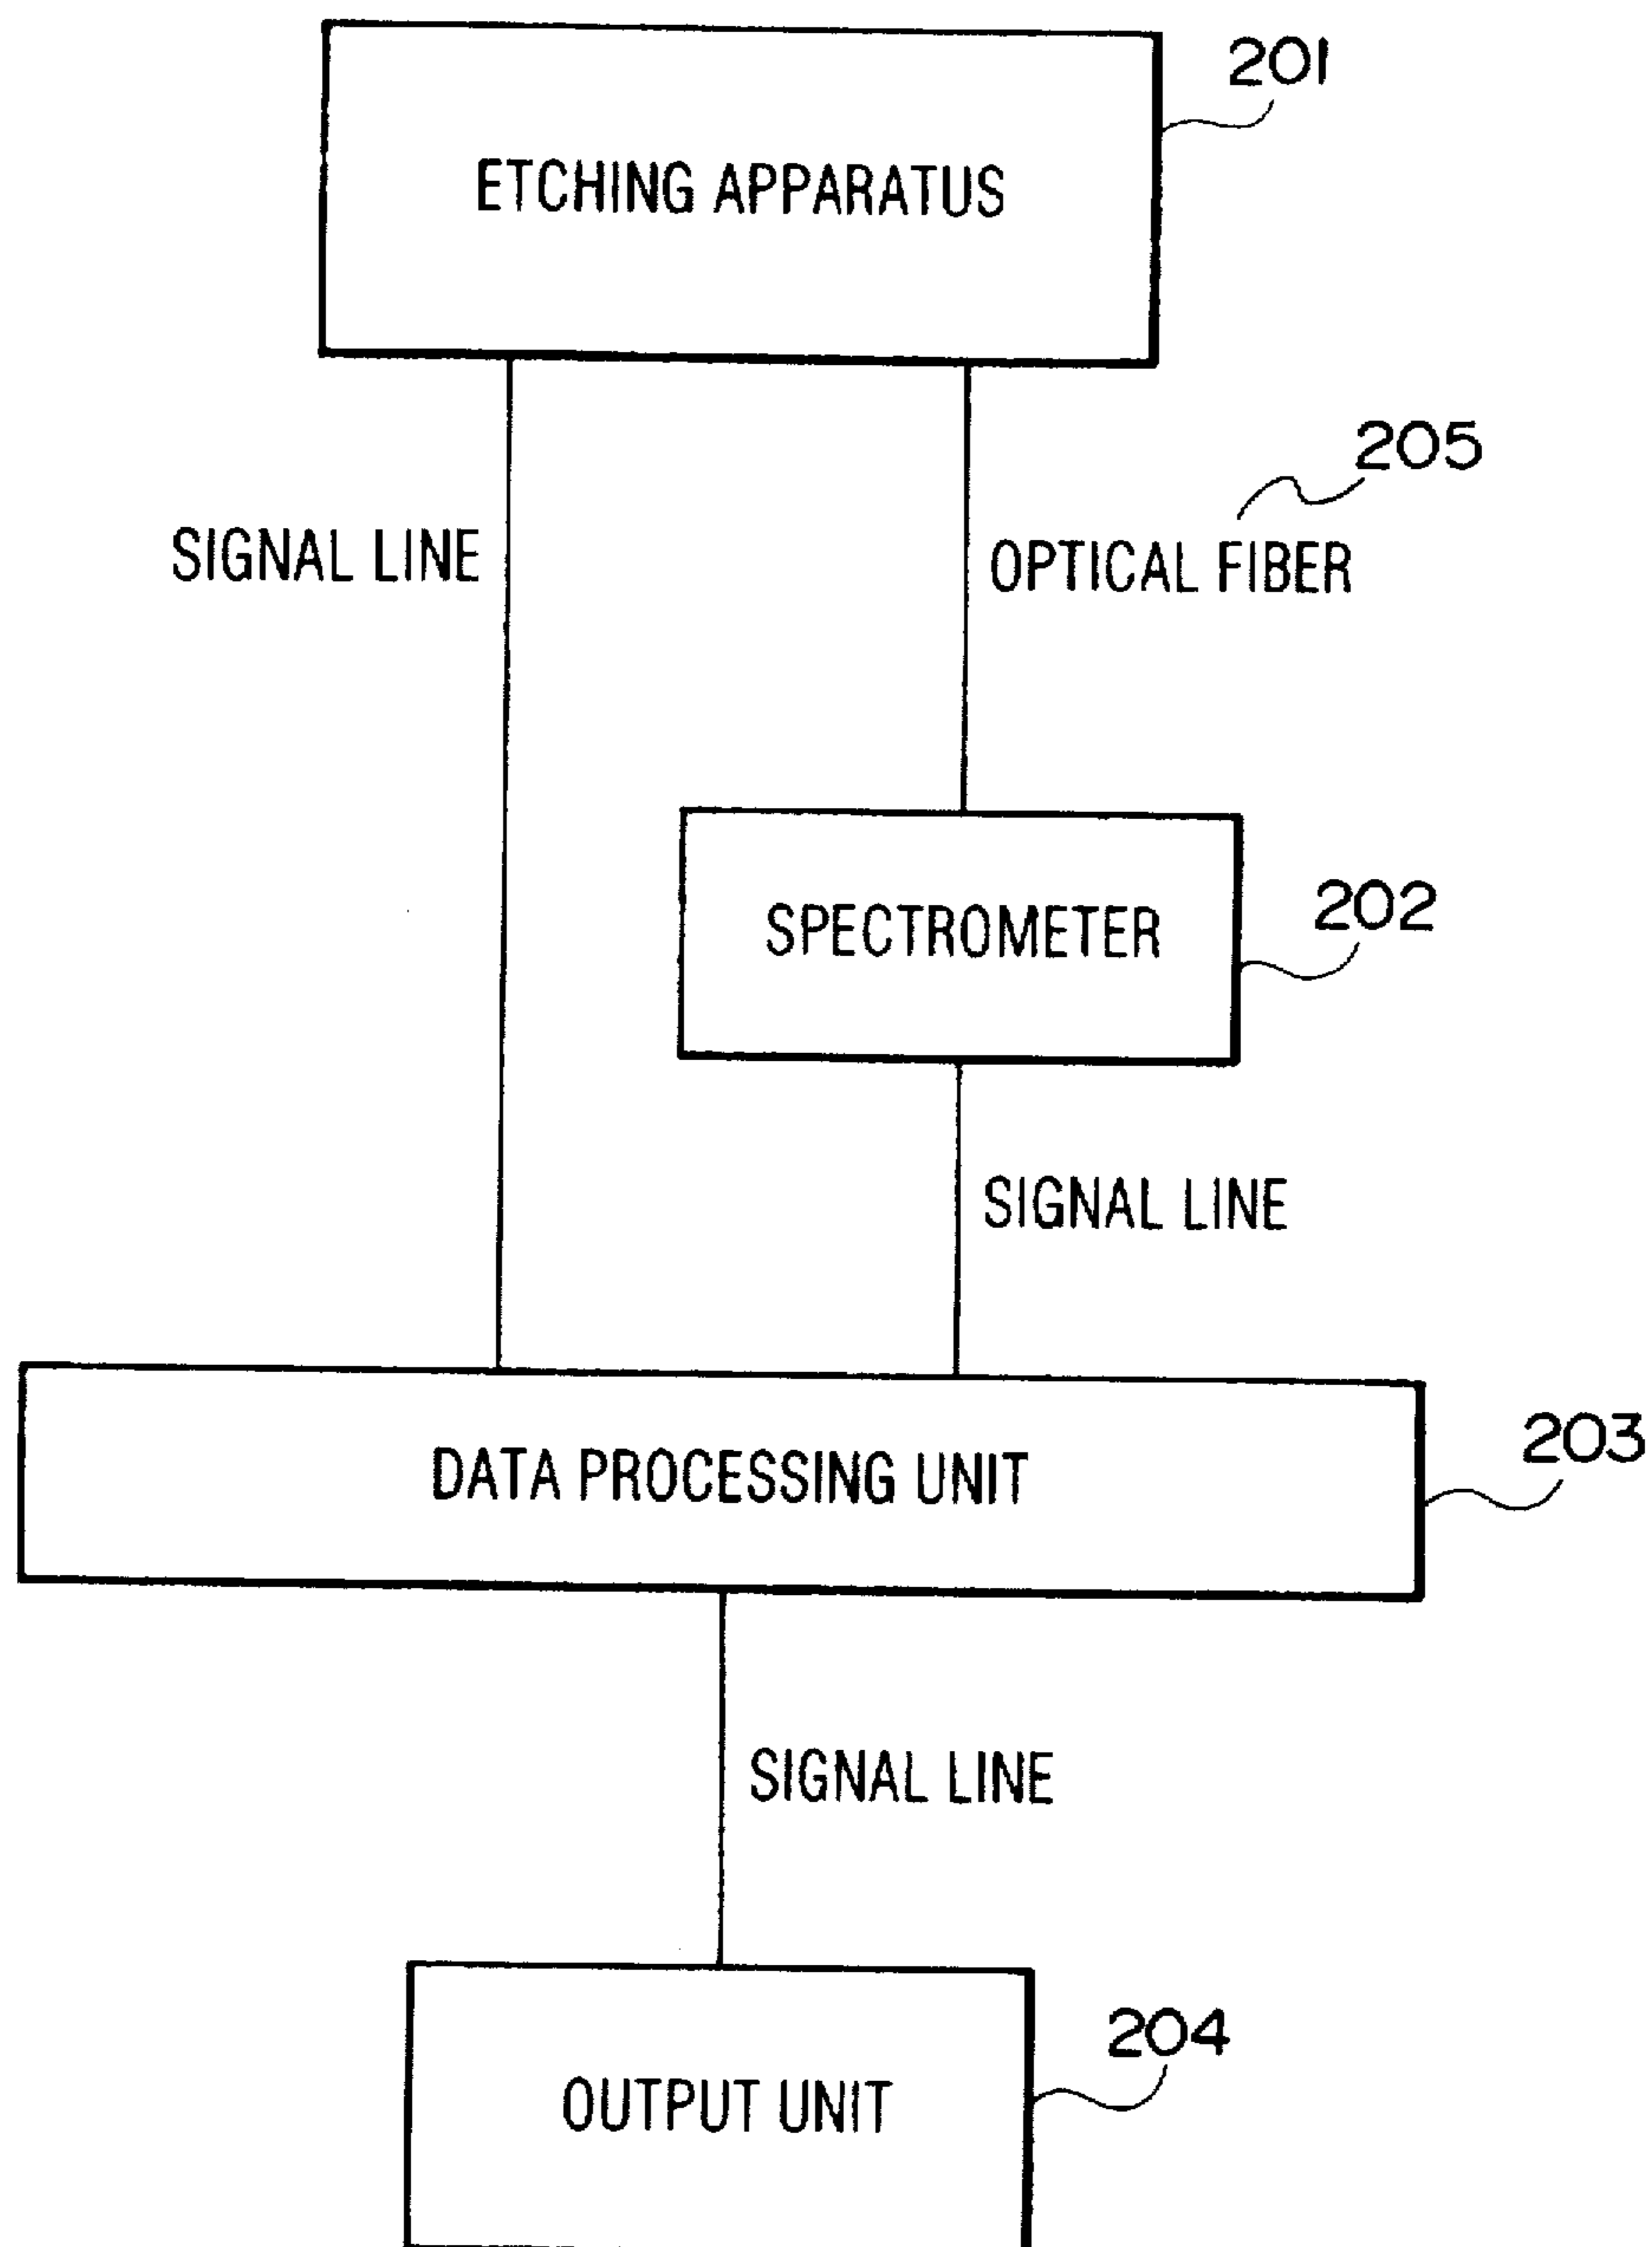 201
ETCHING APPARATUS
205
SIGNAL LINE
OPTICAL FIBER
SPECTROMETER
202
SIGNAL LINE
203
DATA PROCESSING UNIT
SIGNAL LINE
204
OUTPUT UNIT